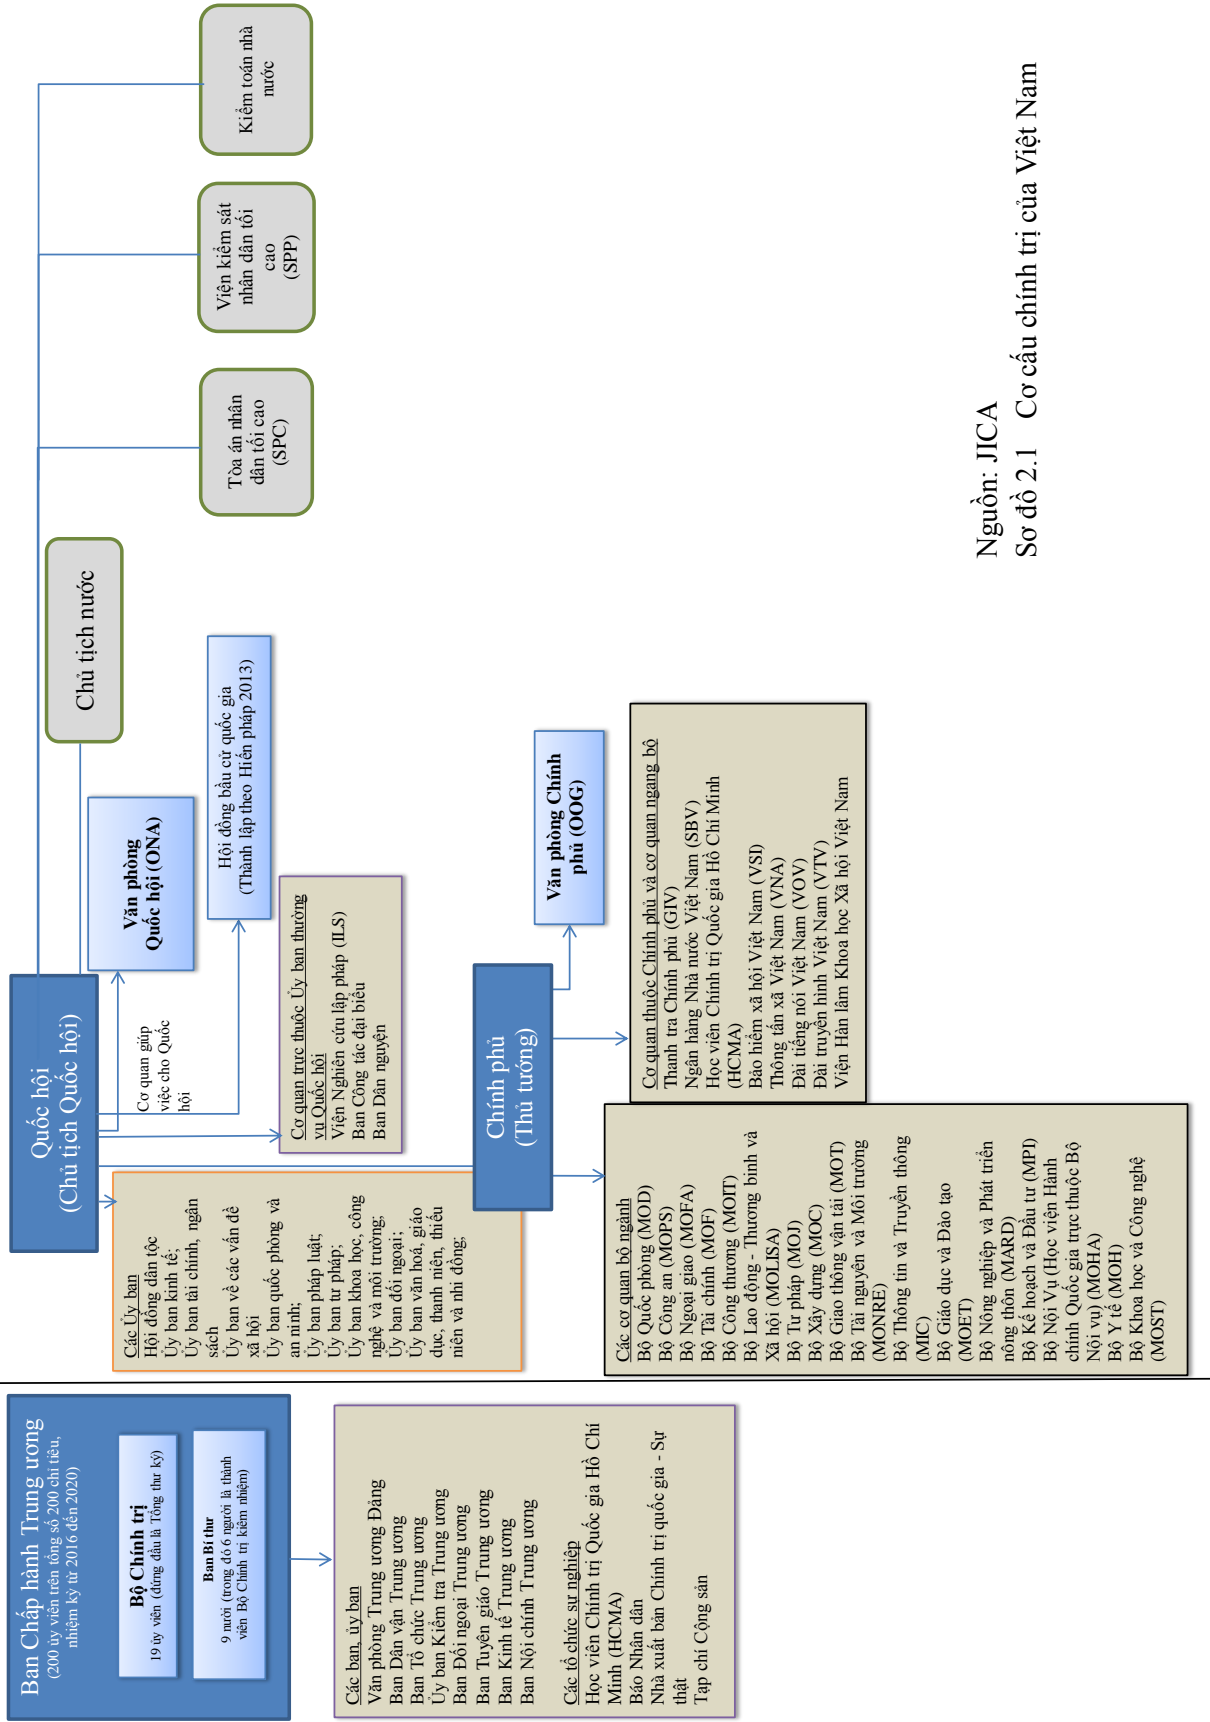 Ban Chấp hành Trung ương
(200 ủy viên trên tổng số 200 chỉ tiêu,
nhiệm kỳ từ 2016 đến 2020)
Bộ Chính trị
19 ủy viên (đứng đầu là Tổng thư ký)
Ban Bí thư
9 nười (trong đó 6 người là thành
viên Bộ Chính trị kiêm nhiệm)
Các ban, ủy ban
Văn phòng Trung ương Đảng
Ban Dân vận Trung ương
Ban Tổ chức Trung ương
Ủy ban Kiểm tra Trung ương
Ban Đối ngoại Trung ương
Ban Tuyên giáo Trung ương
Ban Kinh tế Trung ương
Ban Nội chính Trung ương
Các tổ chức sự nghiệp
Học viên Chính trị Quốc gia Hồ Chí
Minh (HCMA)
Báo Nhân dân
Nhà xuất bản Chính trị quốc gia - Sự
thật
Tạp chí Cộng sản
Quốc hội
(Chủ tịch Quốc hội)
Các Ủy ban
Hội đồng dân tộc
Ủy ban kinh tế;
Ủy ban tài chính, ngân
sách
Ủy ban về các vấn đề
xã hội
Ủy ban quốc phòng và
an ninh;
Ủy ban pháp luật;
Ủy ban tư pháp;
Ủy ban khoa học, công
nghệ và môi trường;
Ủy ban đối ngoại;
Ủy ban văn hoá, giáo
dục, thanh niên, thiếu
niên và nhi đồng;
Cơ quan giúp
việc cho Quốc
hội
Văn phòng
Quốc hội (ONA)
Hội đồng bầu cử quốc gia
(Thành lập theo Hiến pháp 2013)
Cơ quan trực thuộc Ủy ban thường
vụ Quốc hội
Viện Nghiên cứu lập pháp (ILS)
Ban Công tác đại biểu
Ban Dân nguyện
Chủ tịch nước
Tòa án nhân
dân tối cao
(SPC)
Viện kiểm sát
nhân dân tối
cao
(SPP)
Kiểm toán nhà
nước
Chính phủ
(Thủ tướng)
Văn phòng Chính
phủ (OOG)
Các cơ quan bộ ngành
Bộ Quốc phòng (MOD)
Bộ Công an (MOPS)
Bộ Ngoại giao (MOFA)
Bộ Tài chính (MOF)
Bộ Công thương (MOIT)
Bộ Lao động - Thương binh và
Xã hội (MOLISA)
Bộ Tư pháp (MOJ)
Bộ Xây dựng (MOC)
Bộ Giao thông vận tải (MOT)
Bộ Tài nguyên và Môi trường
(MONRE)
Bộ Thông tin và Truyền thông
(MIC)
Bộ Giáo dục và Đào tạo
(MOET)
Bộ Nông nghiệp và Phát triển
nông thôn (MARD)
Bộ Kế hoạch và Đầu tư (MPI)
Bộ Nội Vụ (Học viện Hành
chính Quốc gia trực thuộc Bộ
Nội vụ) (MOHA)
Bộ Y tế (MOH)
Bộ Khoa học và Công nghệ
(MOST)
Cơ quan thuộc Chính phủ và cơ quan ngang bộ
Thanh tra Chính phủ (GIV)
Ngân hàng Nhà nước Việt Nam (SBV)
Học viên Chính trị Quốc gia Hồ Chí Minh
(HCMA)
Bảo hiểm xã hội Việt Nam (VSI)
Thông tấn xã Việt Nam (VNA)
Đài tiếng nói Việt Nam (VOV)
Đài truyền hình Việt Nam (VTV)
Viện Hàn lâm Khoa học Xã hội Việt Nam
Nguồn: JICA
Sơ đồ 2.1 Cơ cấu chính trị của Việt Nam